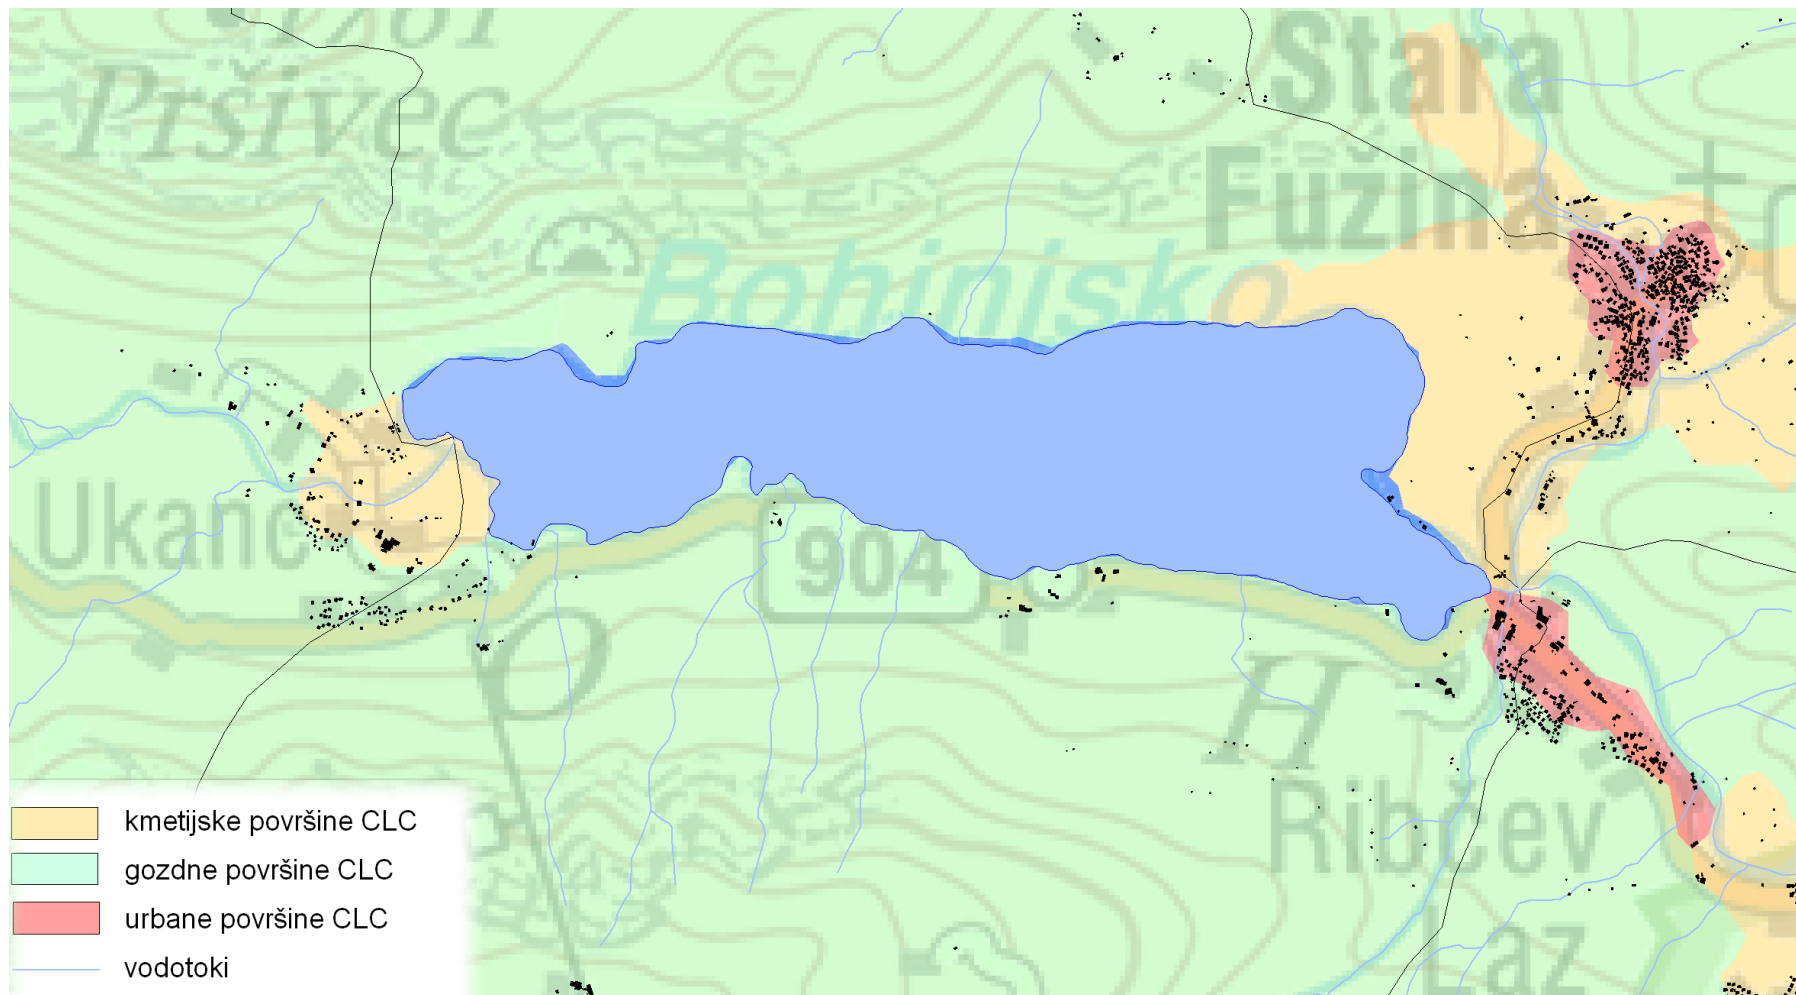 Pršivec
Stara
Fužina
Bohinjsko
Ukanc
904
Ribčev
Laz
kmetijske površine CLC
gozdne površine CLC
urbane površine CLC
vodotoki